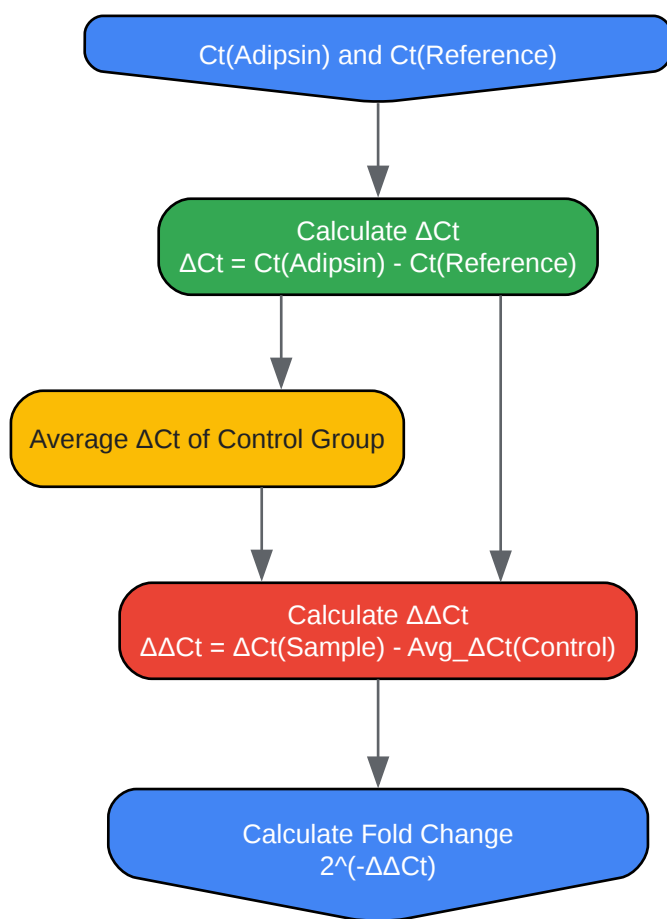 Ct(Adipsin) and Ct(Reference)
Calculate ΔCt
ΔCt = Ct(Adipsin) - Ct(Reference)
Average ΔCt of Control Group
Calculate ΔΔCt
ΔΔCt = ΔCt(Sample) - Avg_ΔCt(Control)
Calculate Fold Change
2^(-ΔΔCt)